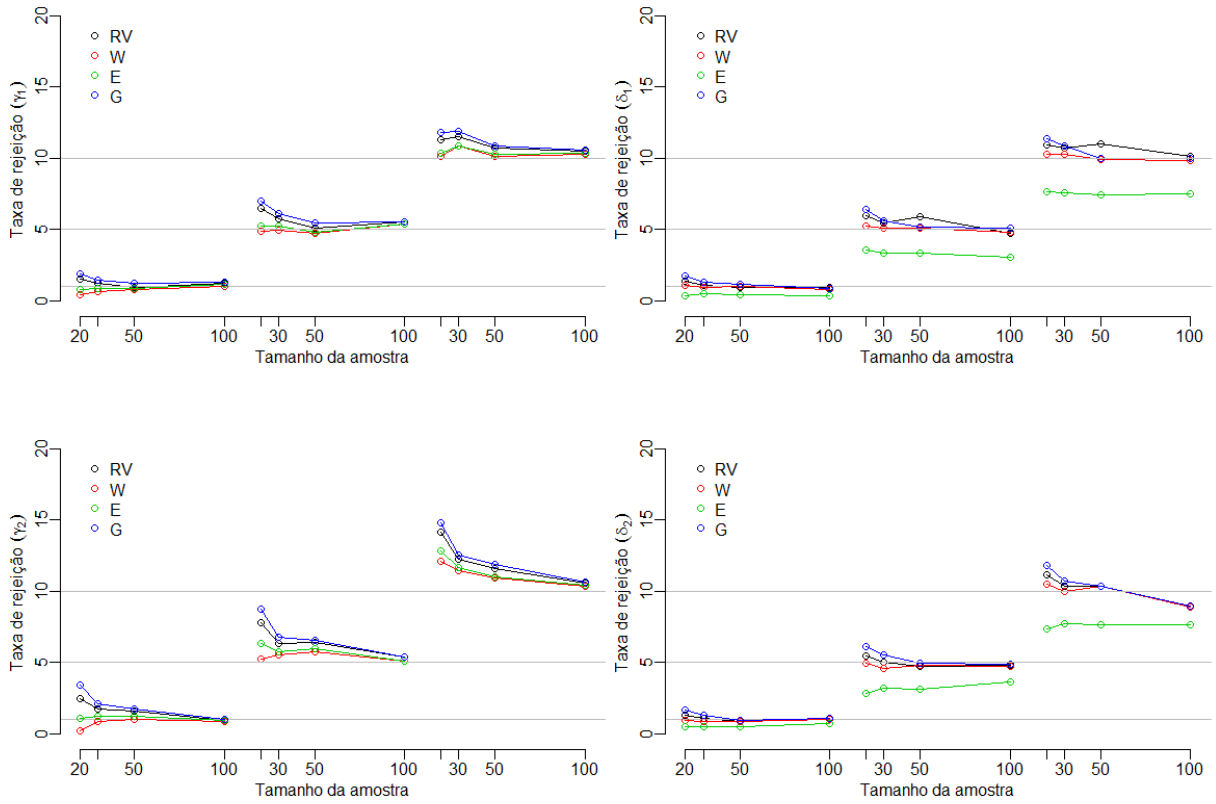 Taxa de rejeição (γ1)
20
15
10
5
0
RV
W
E
G
20 50 100 30 50 100 30 50 100
Tamanho da amostra
Taxa de rejeição (δ1)
20
15
10
5
0
RV
W
E
G
20 50 100 30 50 100 30 50 100
Tamanho da amostra
Taxa de rejeição (γ2)
20
15
10
5
0
RV
W
E
G
20 50 100 30 50 100 30 50 100
Tamanho da amostra
Taxa de rejeição (δ2)
20
15
10
5
0
RV
W
E
G
20 50 100 30 50 100 30 50 100
Tamanho da amostra